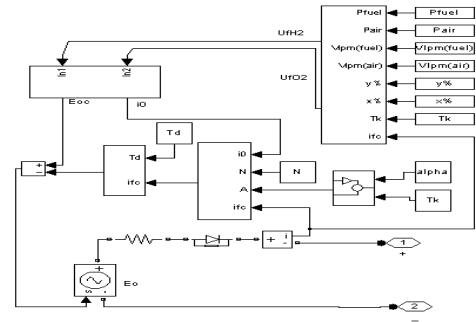 Pfuel Pfuel
Pair Pair
UfH2
Vlpm(fuel) Vlpm(fuel)
Vlpm(air) Vlpm(air)
In1 In2
UfO2
y% y%
x% x%
Eoc i0
Tk Tk
ifc
Td
Td i0
ifc N N
A alpha
ifc Tk
+
-
+ i
-
1
+
+
s
-
Eo
2
-